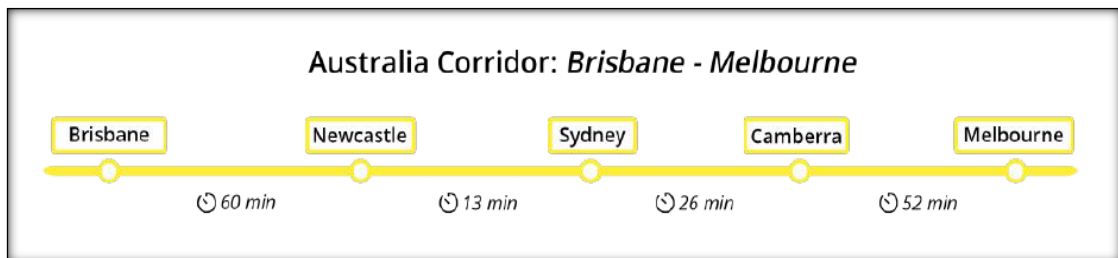 Australia Corridor: Brisbane - Melbourne
Brisbane Newcastle Sydney Camberra Melbourne
60 min 13 min 26 min 52 min